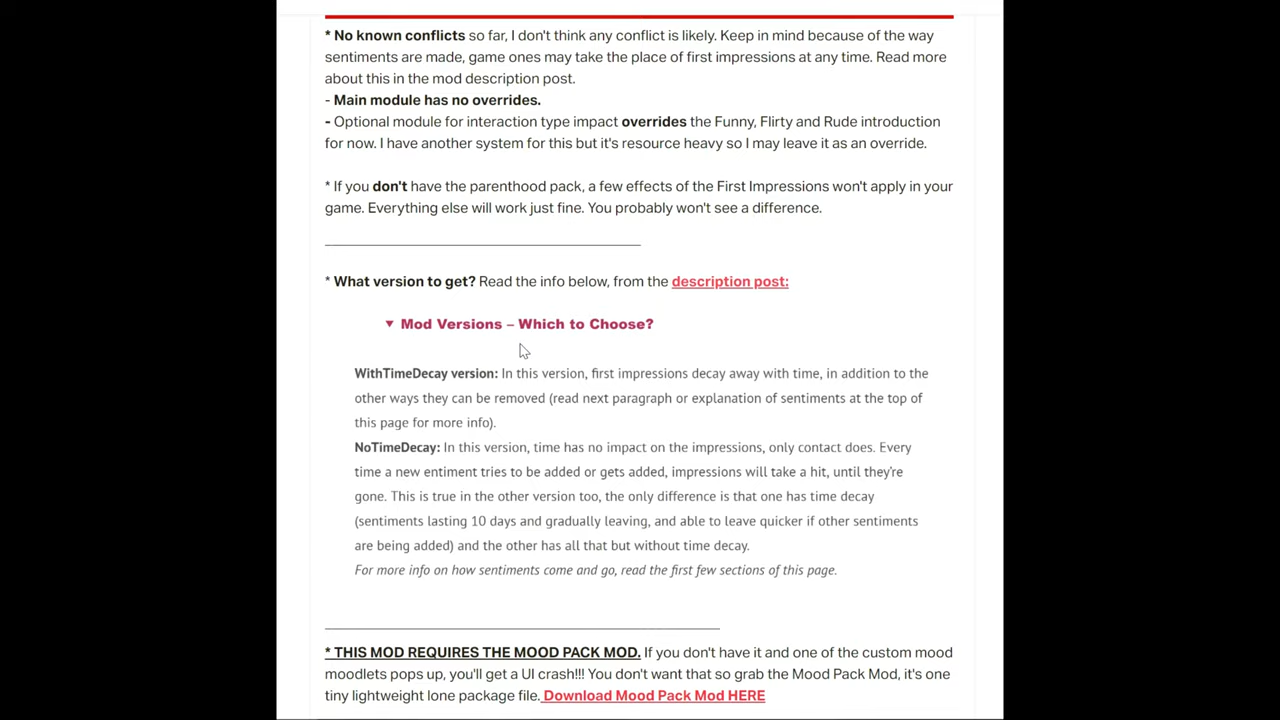 * No known conflicts so far, I don't think any conflict is likely. Keep in mind because of the way
sentiments are made, game ones may take the place of first impressions at any time. Read more
about this in the mod description post.
- Main module has no overrides.
- Optional module for interaction type impact overrides the Funny, Flirty and Rude introduction
for now. I have another system for this but it's resource heavy so I may leave it as an override.
* If you don't have the parenthood pack, a few effects of the First Impressions won't apply in your
game. Everything else will work just fine. You probably won't see a difference.
* What version to get? Read the info below, from the description post:
▼ Mod Versions – Which to Choose?
WithTimeDecay version: In this version, first impressions decay away with time, in addition to the
other ways they can be removed (read next paragraph or explanation of sentiments at the top of
this page for more info).
NoTimeDecay: In this version, time has no impact on the impressions, only contact does. Every
time a new entiment tries to be added or gets added, impressions will take a hit, until they're
gone. This is true in the other version too, the only difference is that one has time decay
(sentiments lasting 10 days and gradually leaving, and able to leave quicker if other sentiments
are being added) and the other has all that but without time decay.
For more info on how sentiments come and go, read the first few sections of this page.
* THIS MOD REQUIRES THE MOOD PACK MOD. If you don't have it and one of the custom mood
moodlets pops up, you'll get a UI crash!!! You don't want that so grab the Mood Pack Mod, it's one
tiny lightweight lone package file. Download Mood Pack Mod HERE